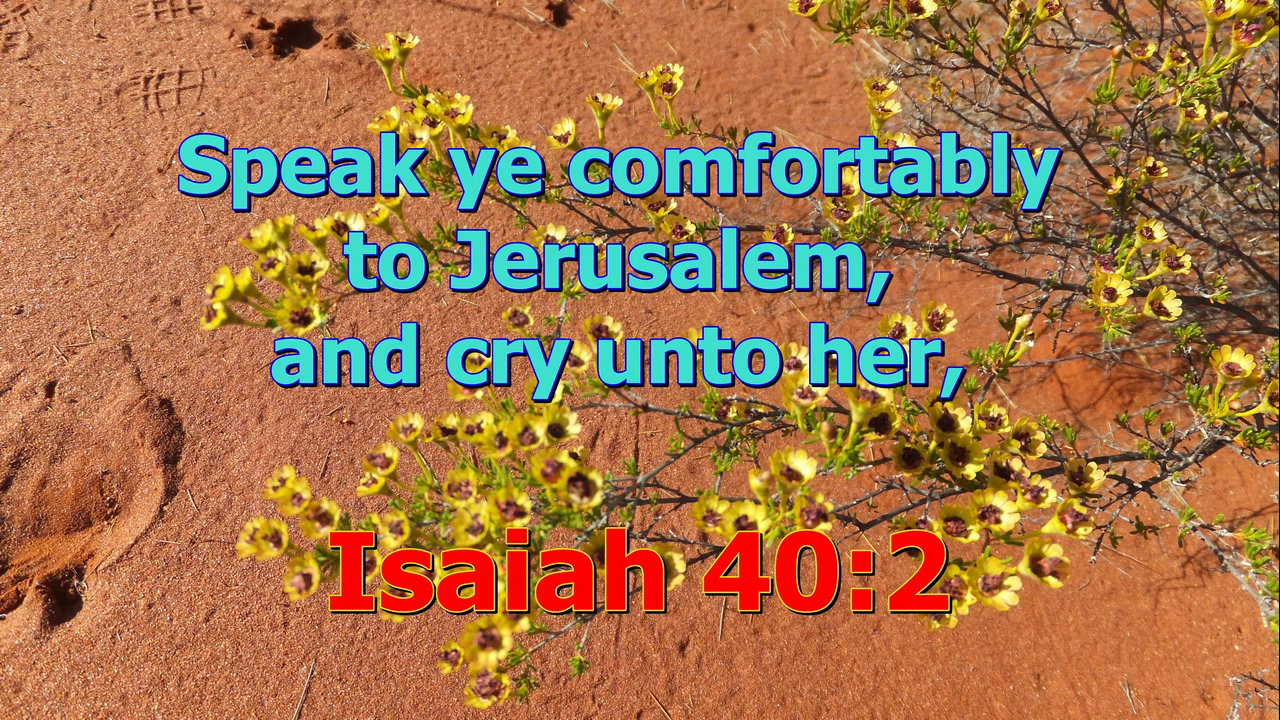 Speak ye comfortably
to Jerusalem,
and cry unto her,
Isaiah 40:2